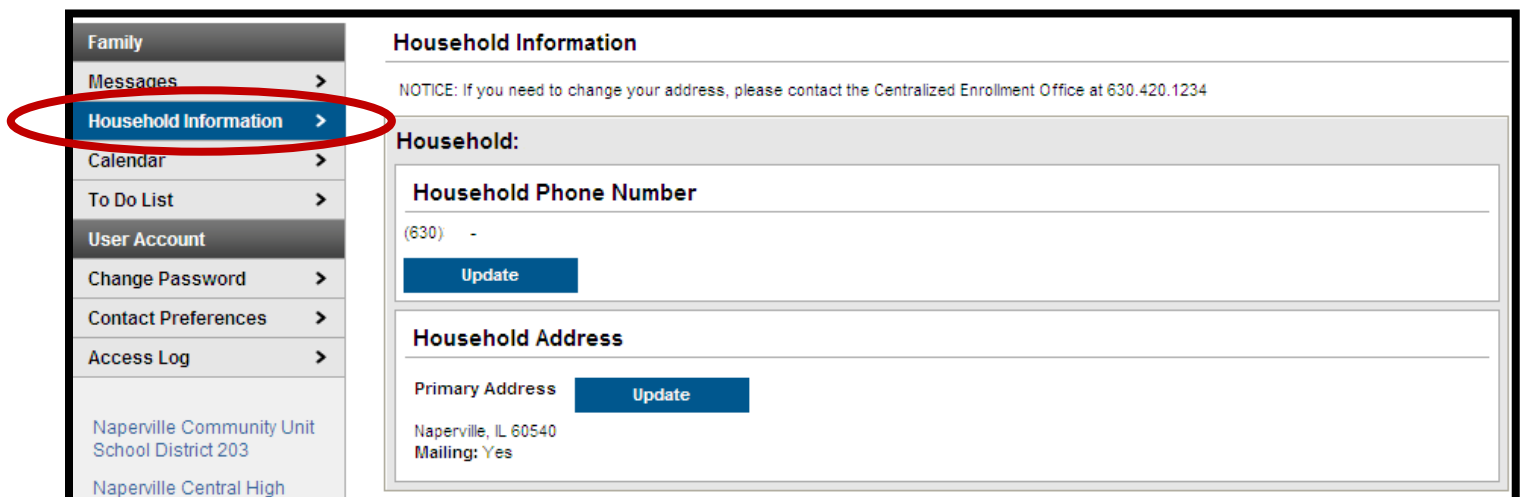 Family
Messages
Household Information
Calendar
To Do List
User Account
Change Password
Contact Preferences
Access Log
Naperville Community Unit
School District 203
Naperville Central High
Household Information
NOTICE: If you need to change your address, please contact the Centralized Enrollment Office at 630.420.1234
Household:
Household Phone Number
(630) -
Update
Household Address
Primary Address Update
Naperville, IL 60540
Mailing: Yes